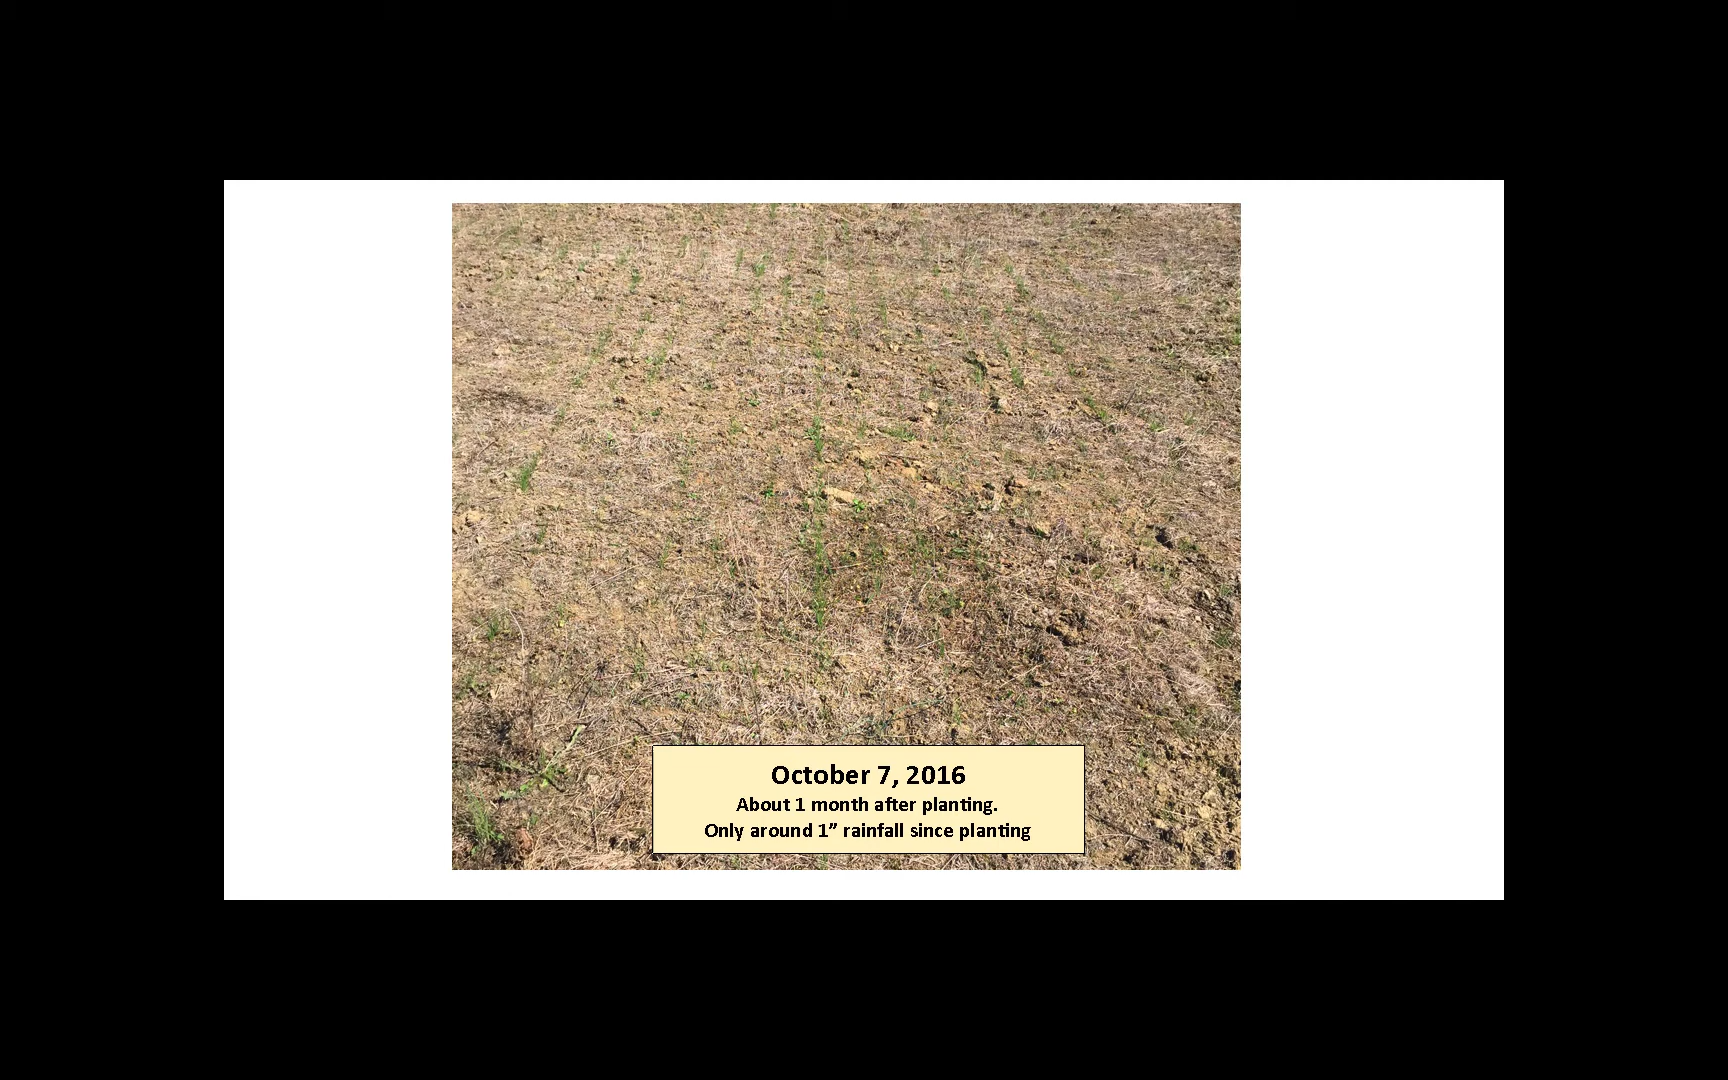 October 7, 2016
About 1 month after planting.
Only around 1” rainfall since planting